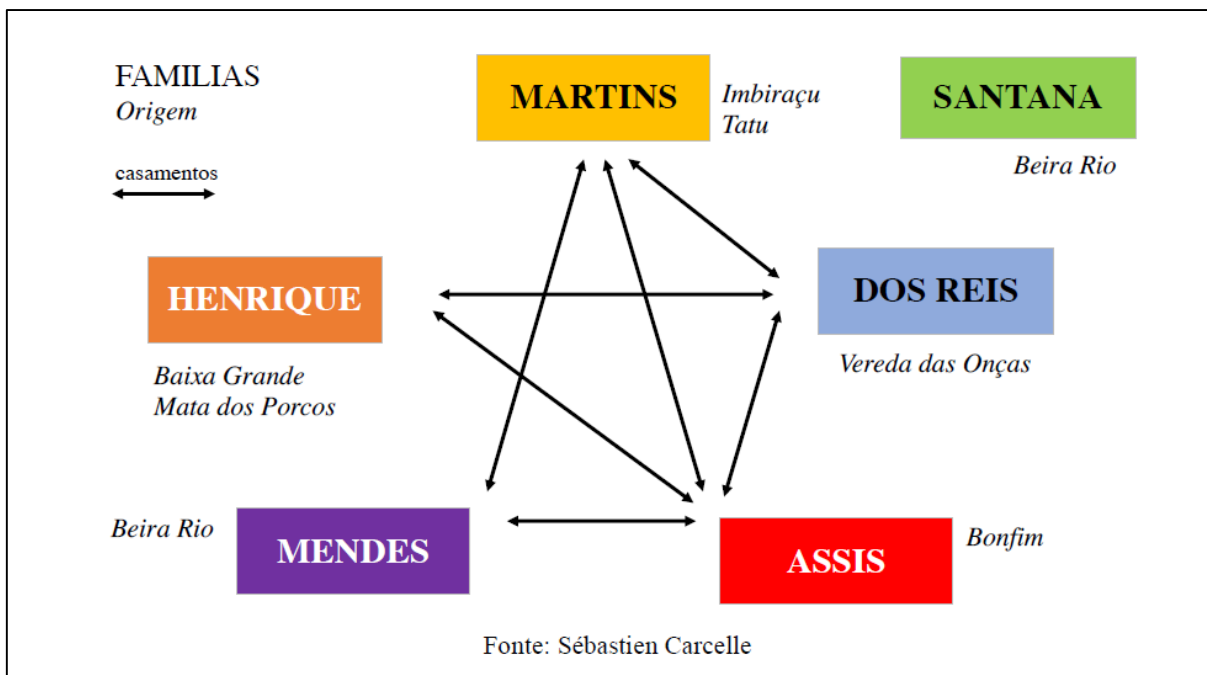 FAMILIAS
Origem
casamentos
MARTINS
Imbiraçu
Tatu
SANTANA
Beira Rio
HENRIQUE
Baixa Grande
Mata dos Porcos
DOS REIS
Vereda das Onças
Beira Rio
MENDES
ASSIS
Bonfim
Fonte: Sébastien Carcelle